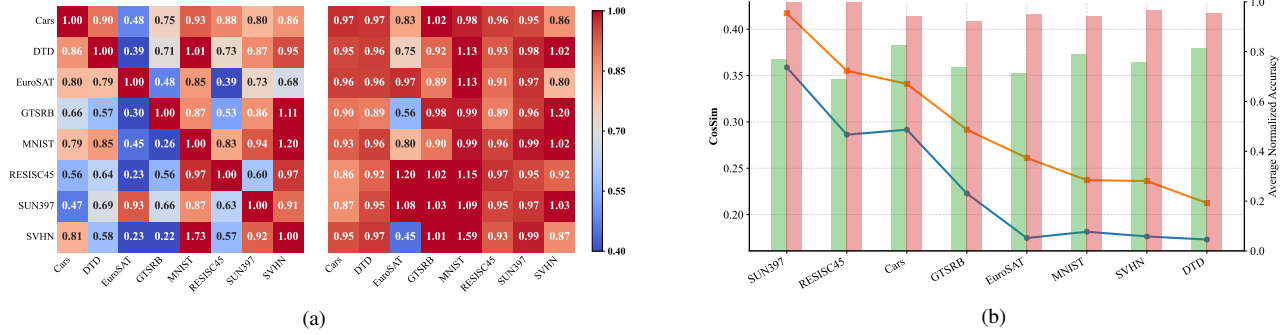 Cars 1.00 0.90 0.48 0.75 0.93 0.88 0.80 0.86
DTD 0.86 1.00 0.39 0.71 1.01 0.73 0.87 0.95
EuroSAT 0.80 0.79 1.00 0.48 0.85 0.39 0.73 0.68
GTSRB 0.66 0.57 0.30 1.00 0.87 0.53 0.86 1.11
MNIST 0.79 0.85 0.45 0.26 1.00 0.83 0.94 1.20
RESISC45 0.56 0.64 0.23 0.56 0.97 1.00 0.60 0.97
SUN397 0.47 0.69 0.93 0.66 0.87 0.63 1.00 0.91
SVHN 0.81 0.58 0.23 0.22 1.73 0.57 0.92 1.00
Cars DTD EuroSAT GTSRB MNIST RESISC45 SUN397 SVHN
0.97 0.97 0.83 1.02 0.98 0.96 0.95 0.86
0.95 0.96 0.75 0.92 1.13 0.93 0.98 1.02
0.96 0.96 0.97 0.89 1.13 0.91 0.97 0.80
0.90 0.89 0.56 0.98 0.99 0.89 0.96 1.20
0.93 0.96 0.80 0.90 0.99 0.96 0.99 1.02
0.86 0.92 1.20 1.02 1.15 0.95 0.95 0.92
0.87 0.95 1.08 1.03 1.09 0.95 0.97 1.03
0.95 0.97 0.45 1.01 1.59 0.93 0.99 0.87
Cars DTD EuroSAT GTSRB MNIST RESISC45 SUN397 SVHN
1.00
0.85
0.70
0.55
0.40
(a)
CosSim
0.40
0.35
0.30
0.25
0.20
SUN397 RESISC45 Cars GTSRB EuroSAT MNIST SVHN DTD
1.0
0.8
0.6
0.4
0.2
0.0
Average Normalized Accuracy
(b)